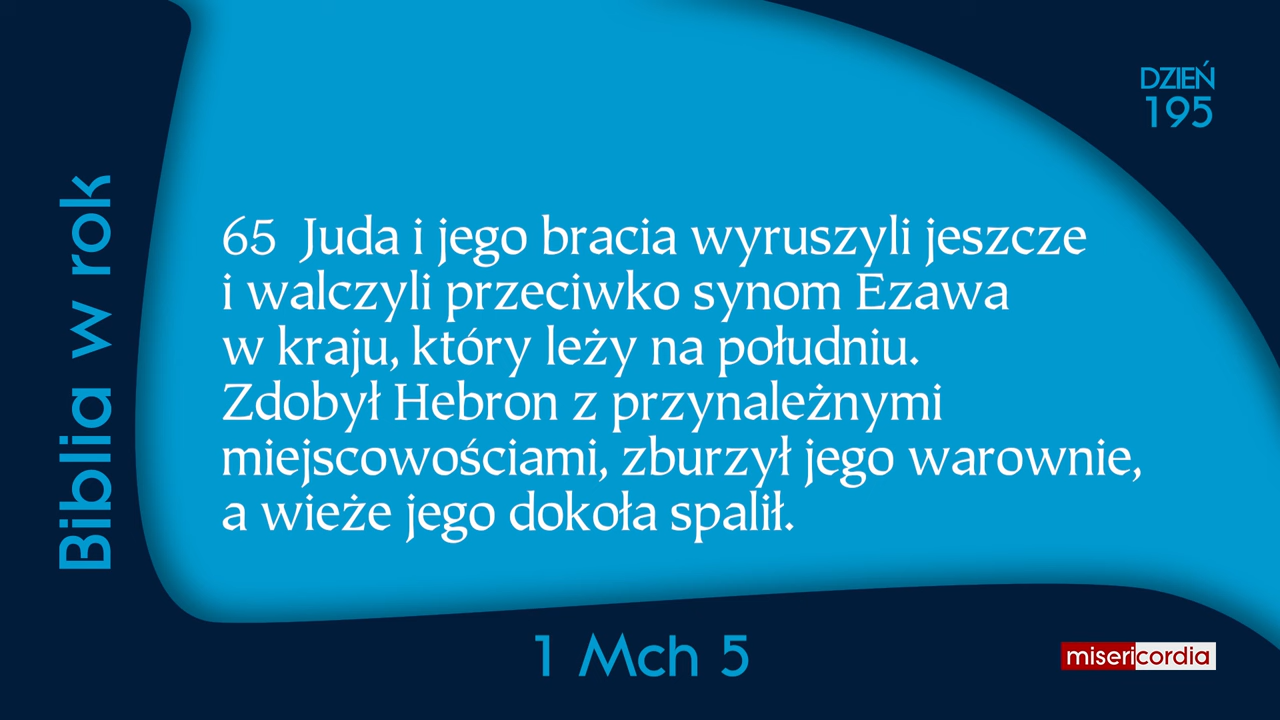 DZIEŃ
195
Biblia w rok
65 Juda i jego bracia wyruszyli jeszcze
i walczyli przeciwko synom Ezawa
w kraju, który leży na południu.
Zdobył Hebron z przynależnymi
miejscowościami, zburzył jego warownie,
a wieże jego dokoła spalił.
1 Mch 5
misericordia